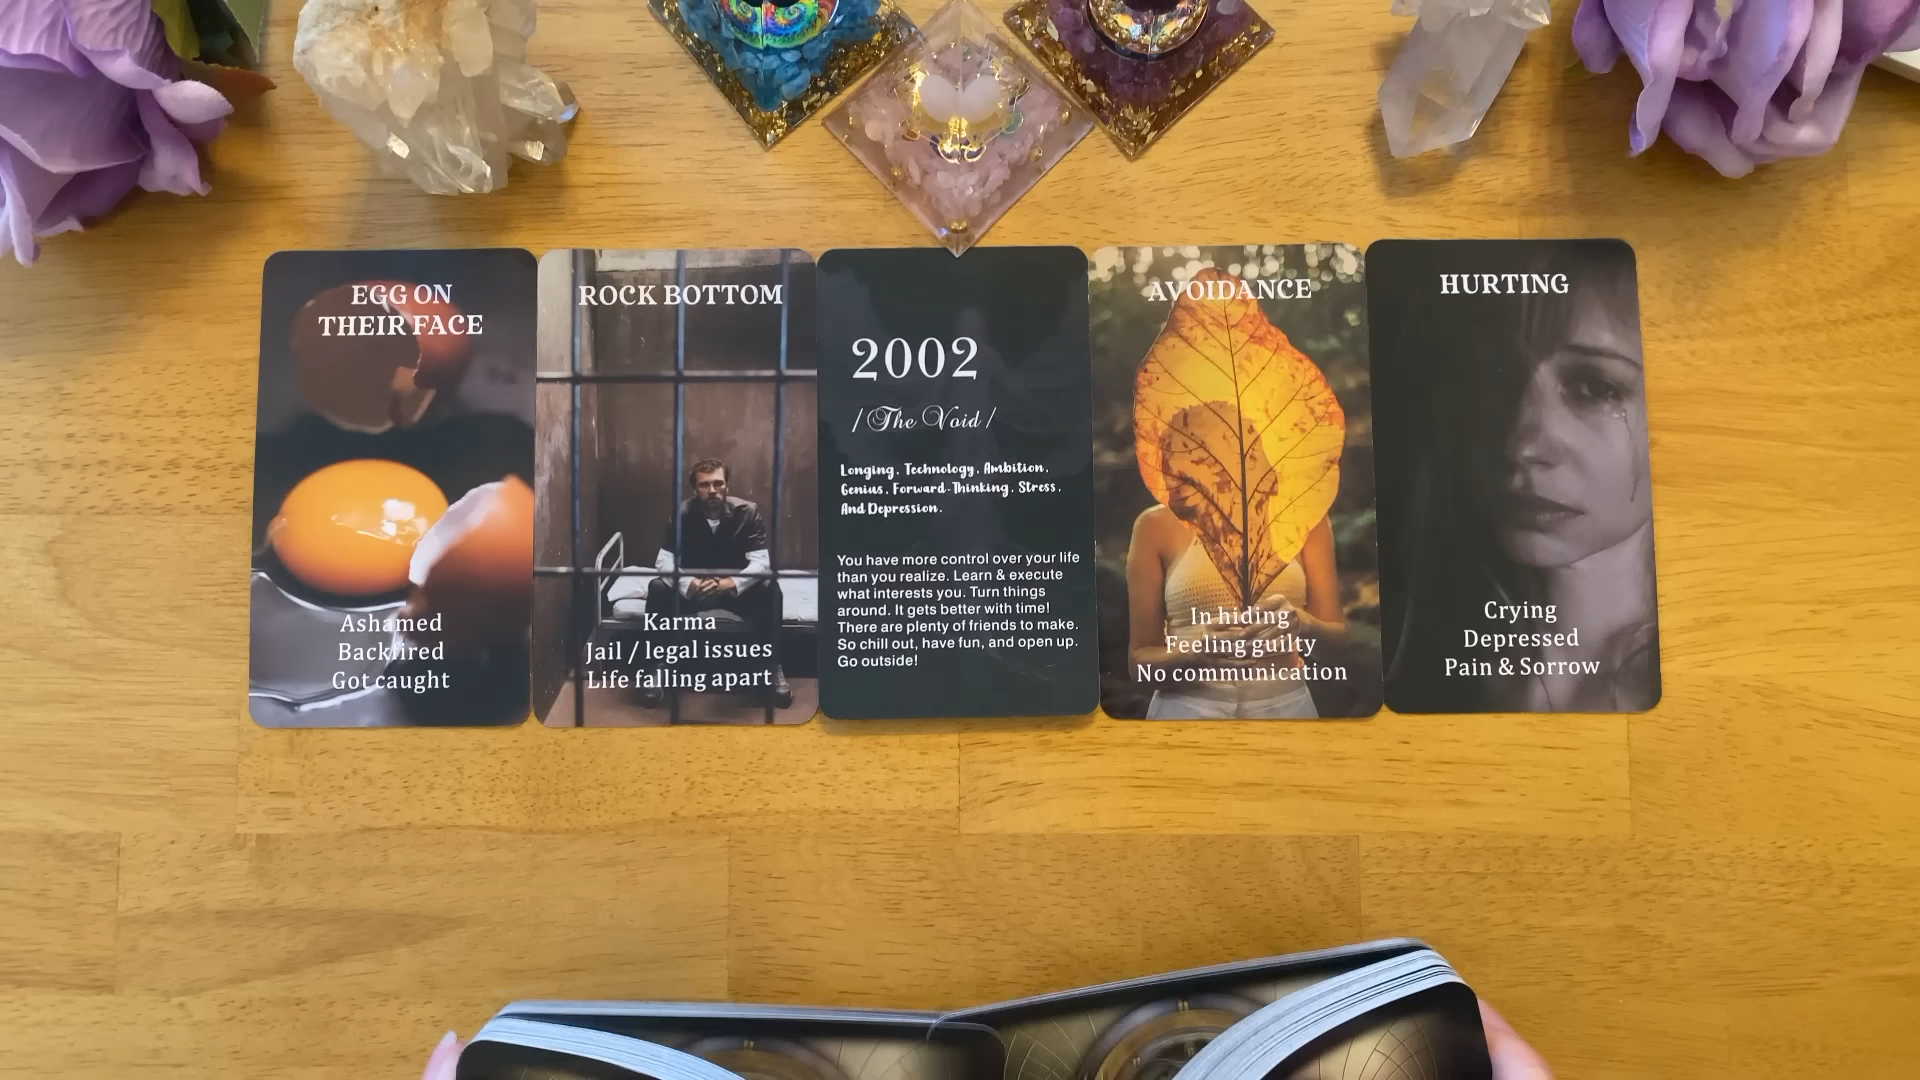 EGG ON
THEIR FACE
Ashamed
Backfired
Got caught
ROCK BOTTOM
Karma
Jail / legal issues
Life falling apart
2002
/The Void/
Longing, Technology, Ambition,
Genius, Forward-Thinking, Stress,
And Depression.
You have more control over your life
than you realize. Learn & execute
what interests you. Turn things
around. It gets better with time!
There are plenty of friends to make.
So chill out, have fun, and open up.
Go outside!
AVOIDANCE
In hiding
Feeling guilty
No communication
HURTING
Crying
Depressed
Pain & Sorrow